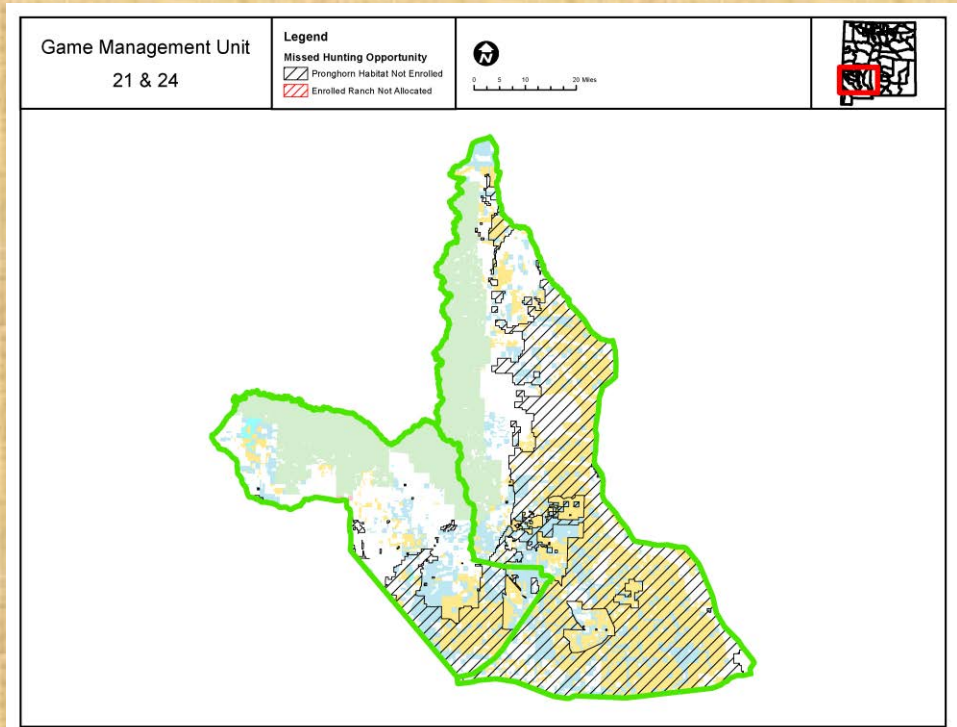 Game Management Unit
21 & 24
Legend
Missed Hunting Opportunity
Pronghorn Habitat Not Enrolled
Enrolled Ranch Not Allocated
N
0 5 10 20 Miles